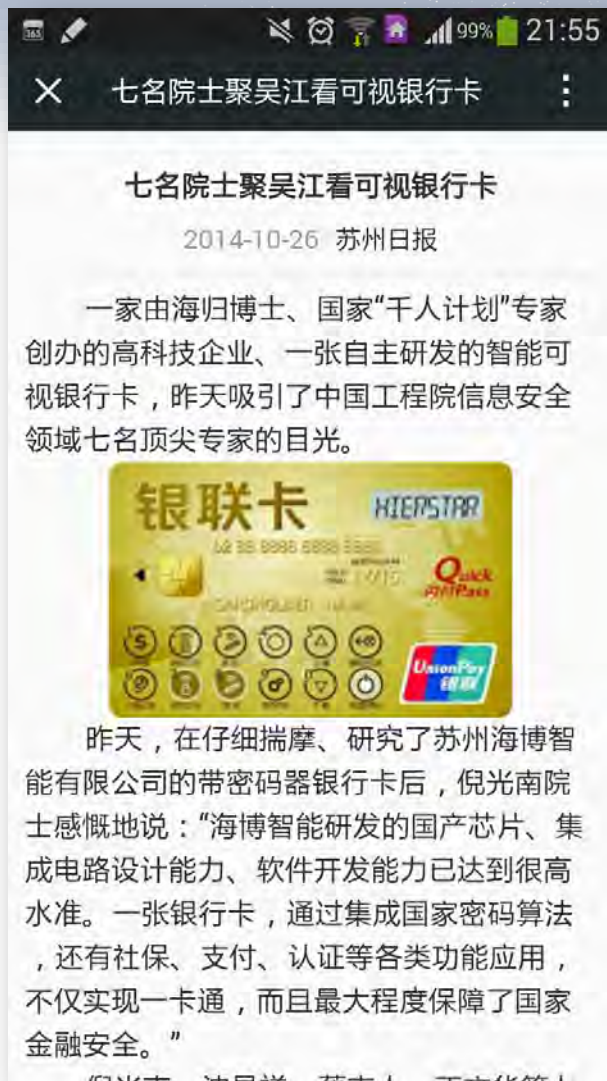 365 99% 21:55
七名院士聚吴江看可视银行卡
七名院士聚吴江看可视银行卡
2014-10-26 苏州日报
一家由海归博士、国家“千人计划”专家
创办的高科技企业、一张自主研发的智能可
视银行卡，昨天吸引了中国工程院信息安全
领域七名顶尖专家的目光。
银联卡 HIERSTAR
Quick
Pass
UnionPay
银联
昨天，在仔细揣摩、研究了苏州海博智
能有限公司的带密码器银行卡后，倪光南院
士感慨地说：“海博智能研发的国产芯片、集
成电路设计能力、软件开发能力已达到很高
水准。一张银行卡，通过集成国家密码算法
，还有社保、支付、认证等各类功能应用，
不仅实现一卡通，而且最大程度保障了国家
金融安全。”